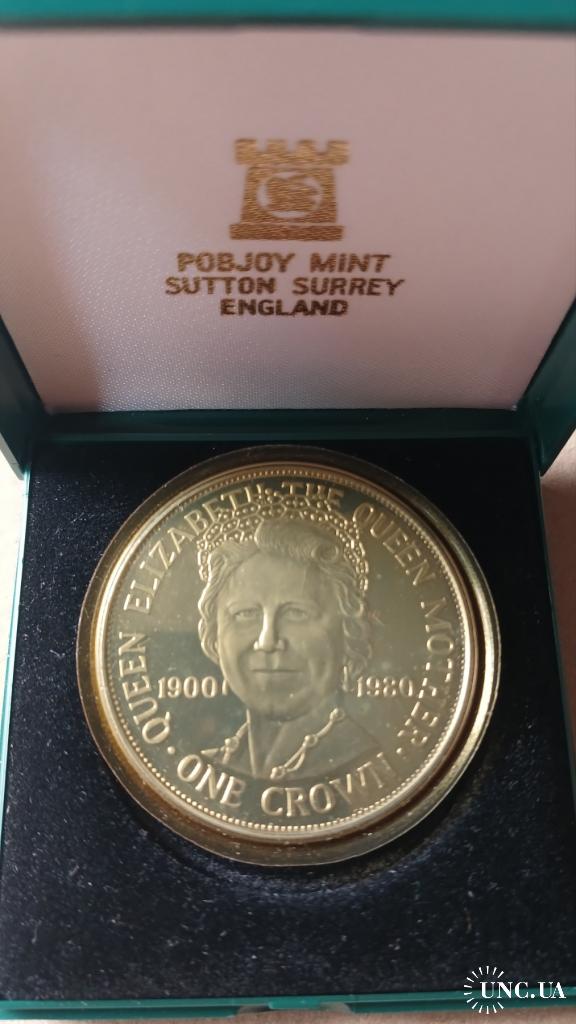 POBJOY MINT
SUTTON SURREY
ENGLAND
QUEEN ELIZABETH THE QUEEN MOTHER
1900 1980
· ONE CROWN ·
UNC.UA